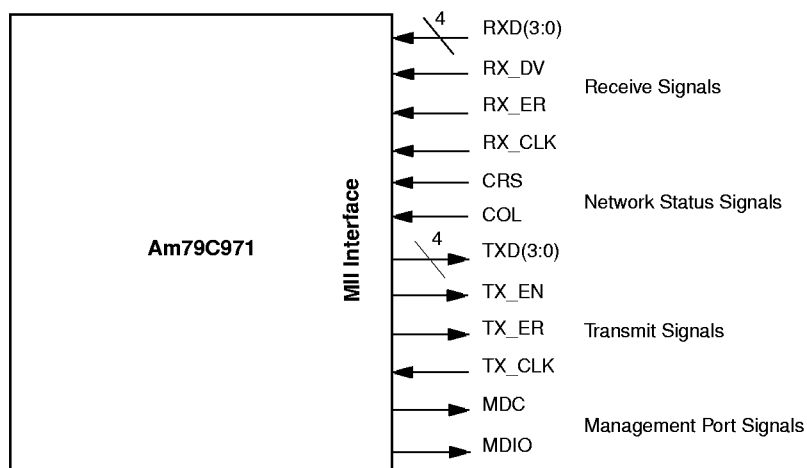 4
RXD(3:0)
RX_DV
Receive Signals
RX_ER
RX_CLK
CRS
Network Status Signals
COL
Am79C971
MII Interface
4
TXD(3:0)
TX_EN
TX_ER
Transmit Signals
TX_CLK
MDC
Management Port Signals
MDIO